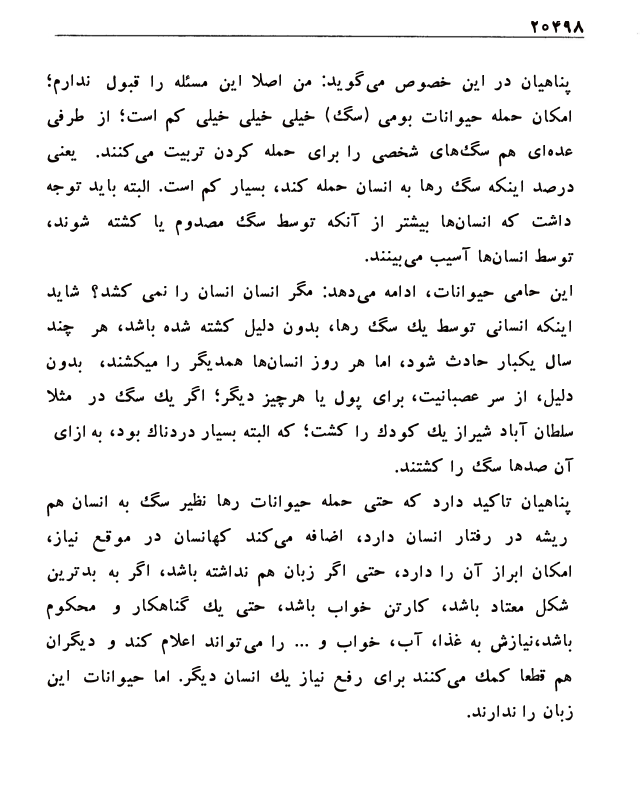 ۲۰۴۹۸
پناهیان در این خصوص می‌گوید: من اصلا این مسئله را قبول ندارم؛
امکان حمله حیوانات بومی (سگ) خیلی خیلی خیلی کم است؛ از طرفی
عده‌ای هم سگ‌های شخصی را برای حمله کردن تربیت می‌کنند. یعنی
درصد اینکه سگ رها به انسان حمله کند، بسیار کم است. البته باید توجه
داشت که انسان‌ها بیشتر از آنکه توسط سگ مصدوم یا کشته شوند،
توسط انسان‌ها آسیب می‌بینند.
این حامی حیوانات، ادامه می‌دهد: مگر انسان انسان را نمی کشد؟ شاید
اینکه انسانی توسط یك سگ رها، بدون دلیل کشته شده باشد، هر چند
سال یکبار حادث شود، اما هر روز انسان‌ها همدیگر را میکشند، بدون
دلیل، از سر عصبانیت، برای پول یا هرچیز دیگر؛ اگر یك سگ در مثلا
سلطان آباد شیراز یك کودك را کشت؛ که البته بسیار دردناك بود، به ازای
آن صدها سگ را کشتند.
پناهیان تاکید دارد که حتی حمله حیوانات رها نظیر سگ به انسان هم
ریشه در رفتار انسان دارد، اضافه می‌کند کهانسان در موقع نیاز،
امکان ابراز آن را دارد، حتی اگر زبان هم نداشته باشد، اگر به بدترین
شکل معتاد باشد، کارتن خواب باشد، حتی یك گناهکار و محکوم
باشد،نیازش به غذا، آب، خواب و ... را می‌تواند اعلام کند و دیگران
هم قطعا کمك می‌کنند برای رفع نیاز یك انسان دیگر. اما حیوانات این
زبان را ندارند.